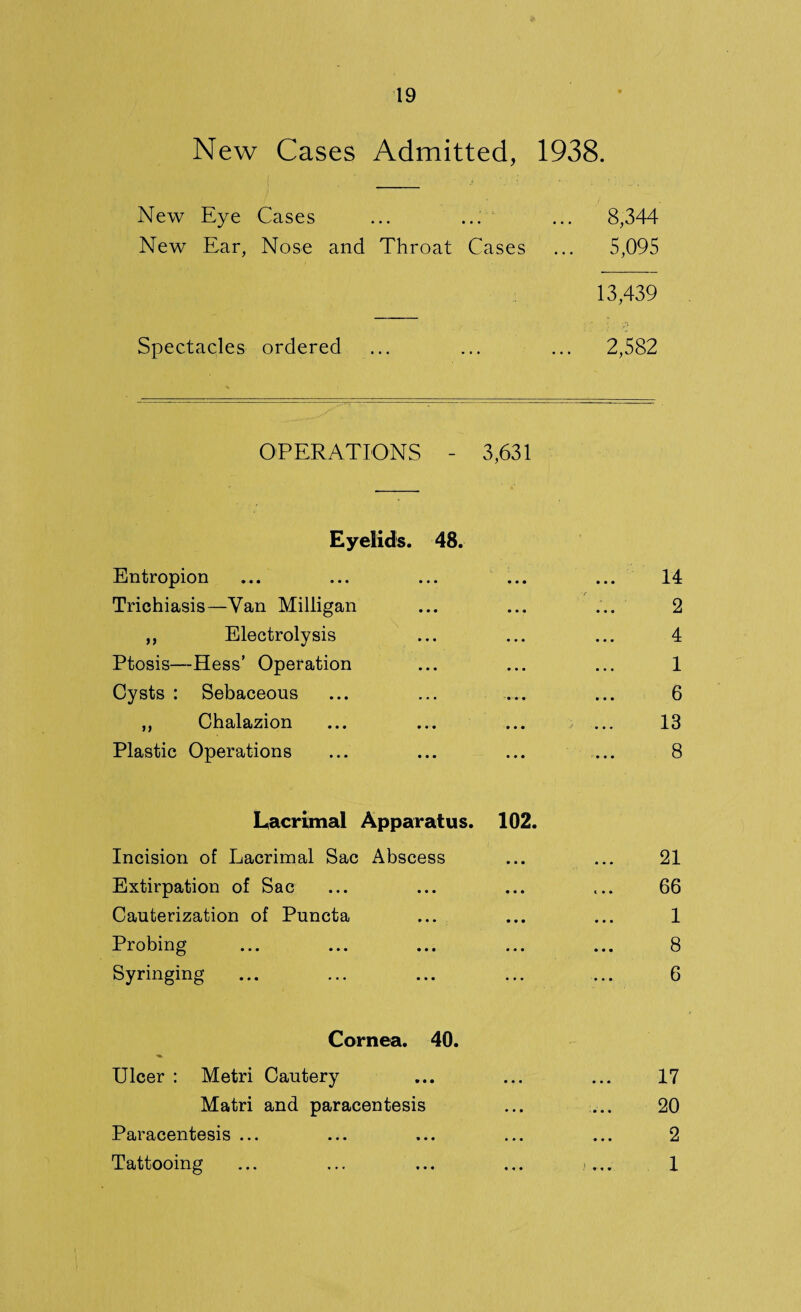 19
New Cases Admitted, 1938.
New Eye Cases ... ... ... 8,344
New Ear, Nose and Throat Cases ... 5,095
13,439
Spectacles ordered ... ... ... 2,582
OPERATIONS - 3,631
Eyelids. 48.
Entropion ... ... ... ... ... 14
Trichiasis—Van Milligan ... ... ... 2
,, Electrolysis ... ... ... 4
Ptosis—Hess’ Operation ... ... ... 1
Cysts : Sebaceous ... ... ... ... 6
,, Chalazion ... ... ... ... 13
Plastic Operations ... ... ... ... 8
Lacrimal Apparatus. 102.
Incision of Lacrimal Sac Abscess ... ... 21
Extirpation of Sac ... ... ... ... 66
Cauterization of Puncta ... ... ... 1
Probing ... ... ... ... ... 8
Syringing ... ... ... ... ... 6
Cornea. 40.
Ulcer : Metri Cautery ... ... ... 17
Matri and paracentesis ... ... 20
Paracentesis ... ... ... ... ... 2
Tattooing ... ... ... ... ... 1